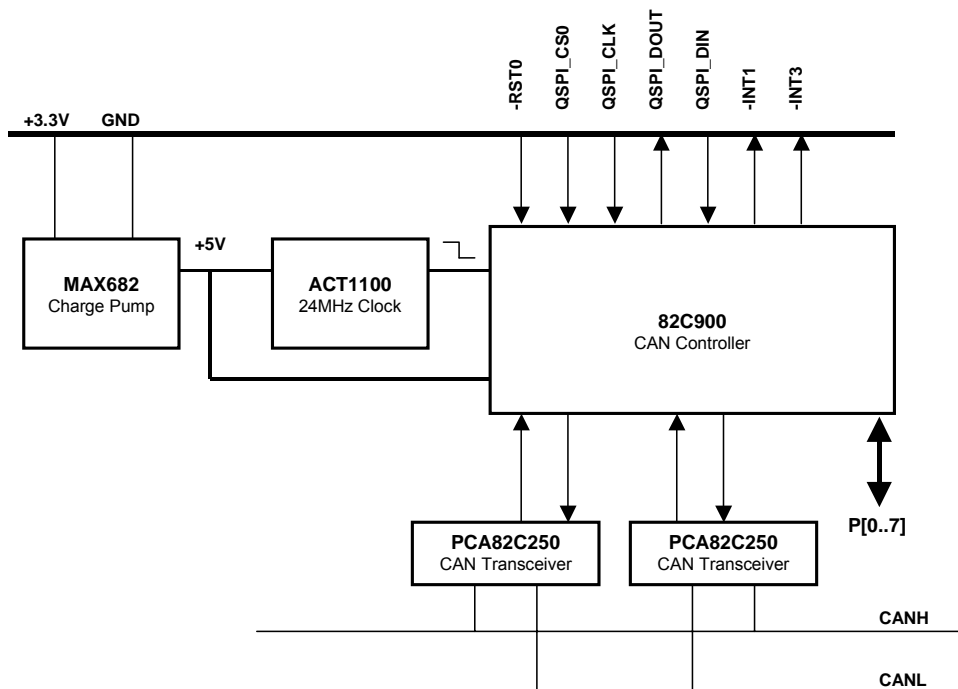 -RST0
QSPI_CS0
QSPI_CLK
QSPI_DOUT
QSPI_DIN
-INT1
-INT3
+3.3V
GND
+5V
MAX682
Charge Pump
ACT1100
24MHz Clock
82C900
CAN Controller
P[0..7]
PCA82C250
CAN Transceiver
PCA82C250
CAN Transceiver
CANH
CANL